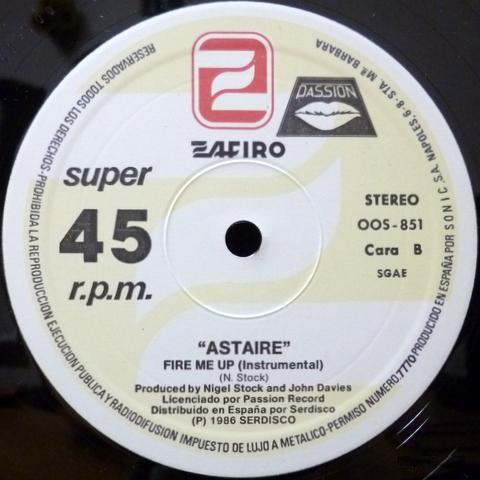 PASSION
ZAFIRO
super
45
r.p.m.
STEREO
OOS-851
Cara B
SGAE
"ASTAIRE"
FIRE ME UP (Instrumental)
(N. Stock)
Produced by Nigel Stock and John Davies
Licenciado por Passion Record
Distribuido en España por Serdisco
(P) 1986 SERDISCO
RESERVADOS TODOS LOS DERECHOS-PROHIBIDA LA REPRODUCCION EJECUCION PUBLICA Y RADIODIFUSION IMPUESTO DE LUJO A METALICO-PERMISO NUMERO 7770 PRODUCIDO EN ESPAÑA POR SONIC S.A. NAPOLES, 6-8-STA. Mª BARBARA